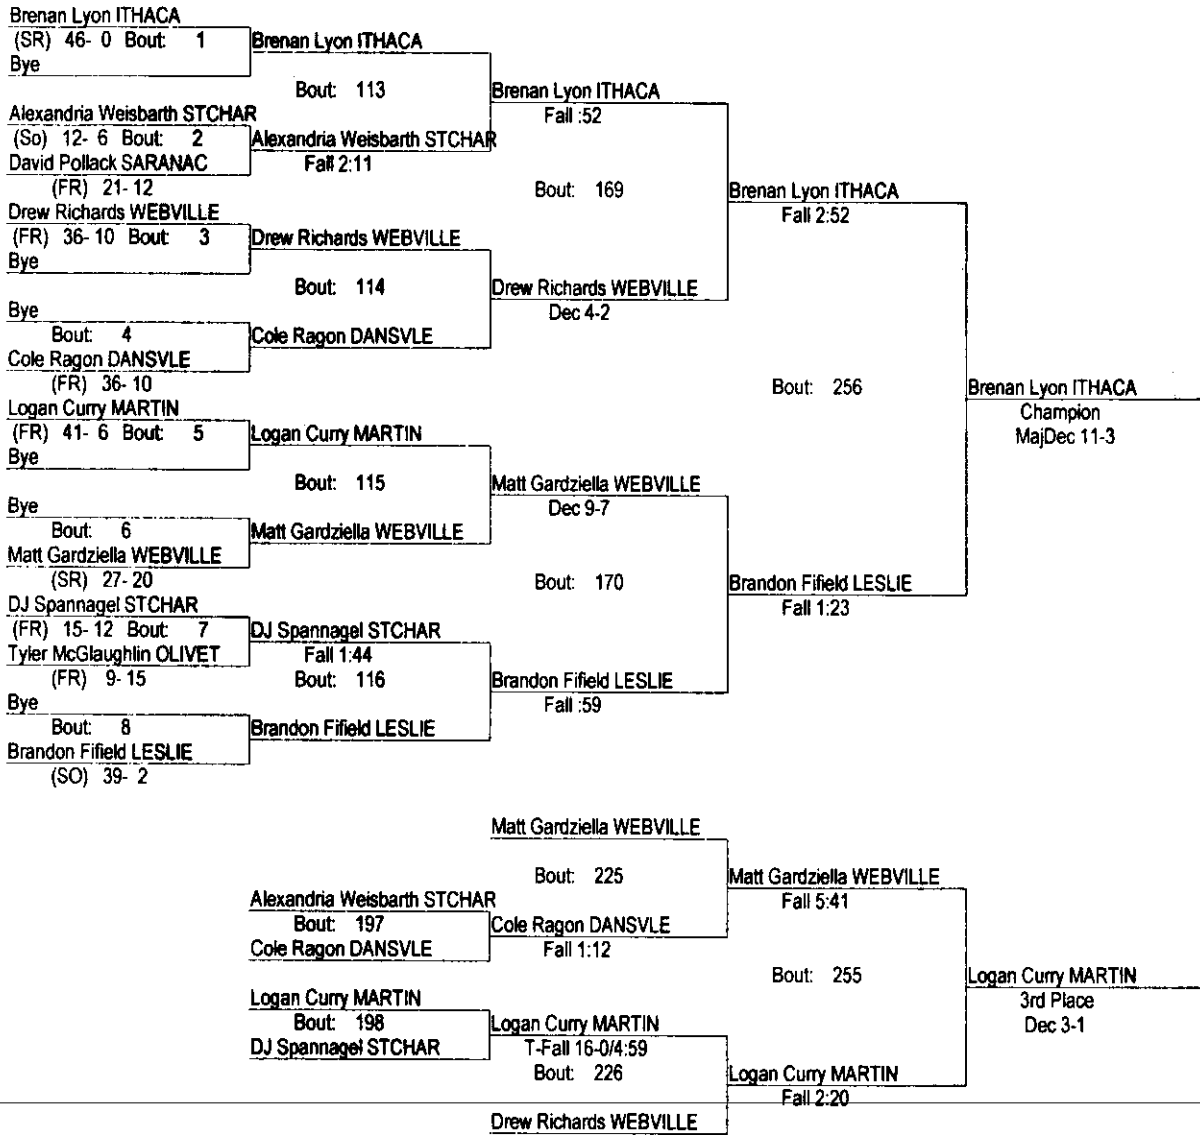 Brenan Lyon ITHACA
(SR) 46- 0 Bout: 1
Bye
Brenan Lyon ITHACA
Bout: 113
Alexandria Weisbarth STCHAR
(So) 12- 6 Bout: 2
David Pollack SARANAC
(FR) 21- 12
Alexandria Weisbarth STCHAR
Fall 2:11
Brenan Lyon ITHACA
Fall :52
Bout: 169
Drew Richards WEBVILLE
(FR) 36- 10 Bout: 3
Bye
Drew Richards WEBVILLE
Bout: 114
Bye
Bout: 4
Cole Ragon DANSVLE
(FR) 36- 10
Cole Ragon DANSVLE
Drew Richards WEBVILLE
Dec 4-2
Brenan Lyon ITHACA
Fall 2:52
Bout: 256
Logan Curry MARTIN
(FR) 41- 6 Bout: 5
Bye
Logan Curry MARTIN
Bout: 115
Bye
Bout: 6
Matt Gardziella WEBVILLE
(SR) 27- 20
Matt Gardziella WEBVILLE
Matt Gardziella WEBVILLE
Dec 9-7
Bout: 170
DJ Spannagel STCHAR
(FR) 15- 12 Bout: 7
Tyler McGlaughlin OLIVET
(FR) 9- 15
DJ Spannagel STCHAR
Fall 1:44
Bout: 116
Bye
Bout: 8
Brandon Fifield LESLIE
(SO) 39- 2
Brandon Fifield LESLIE
Brandon Fifield LESLIE
Fall :59
Brandon Fifield LESLIE
Fall 1:23
Brenan Lyon ITHACA
Champion
MajDec 11-3
Matt Gardziella WEBVILLE
Bout: 225
Alexandria Weisbarth STCHAR
Bout: 197
Cole Ragon DANSVLE
Cole Ragon DANSVLE
Fall 1:12
Matt Gardziella WEBVILLE
Fall 5:41
Bout: 255
Logan Curry MARTIN
Bout: 198
DJ Spannagel STCHAR
Logan Curry MARTIN
T-Fall 16-0/4:59
Bout: 226
Drew Richards WEBVILLE
Logan Curry MARTIN
Fall 2:20
Logan Curry MARTIN
3rd Place
Dec 3-1